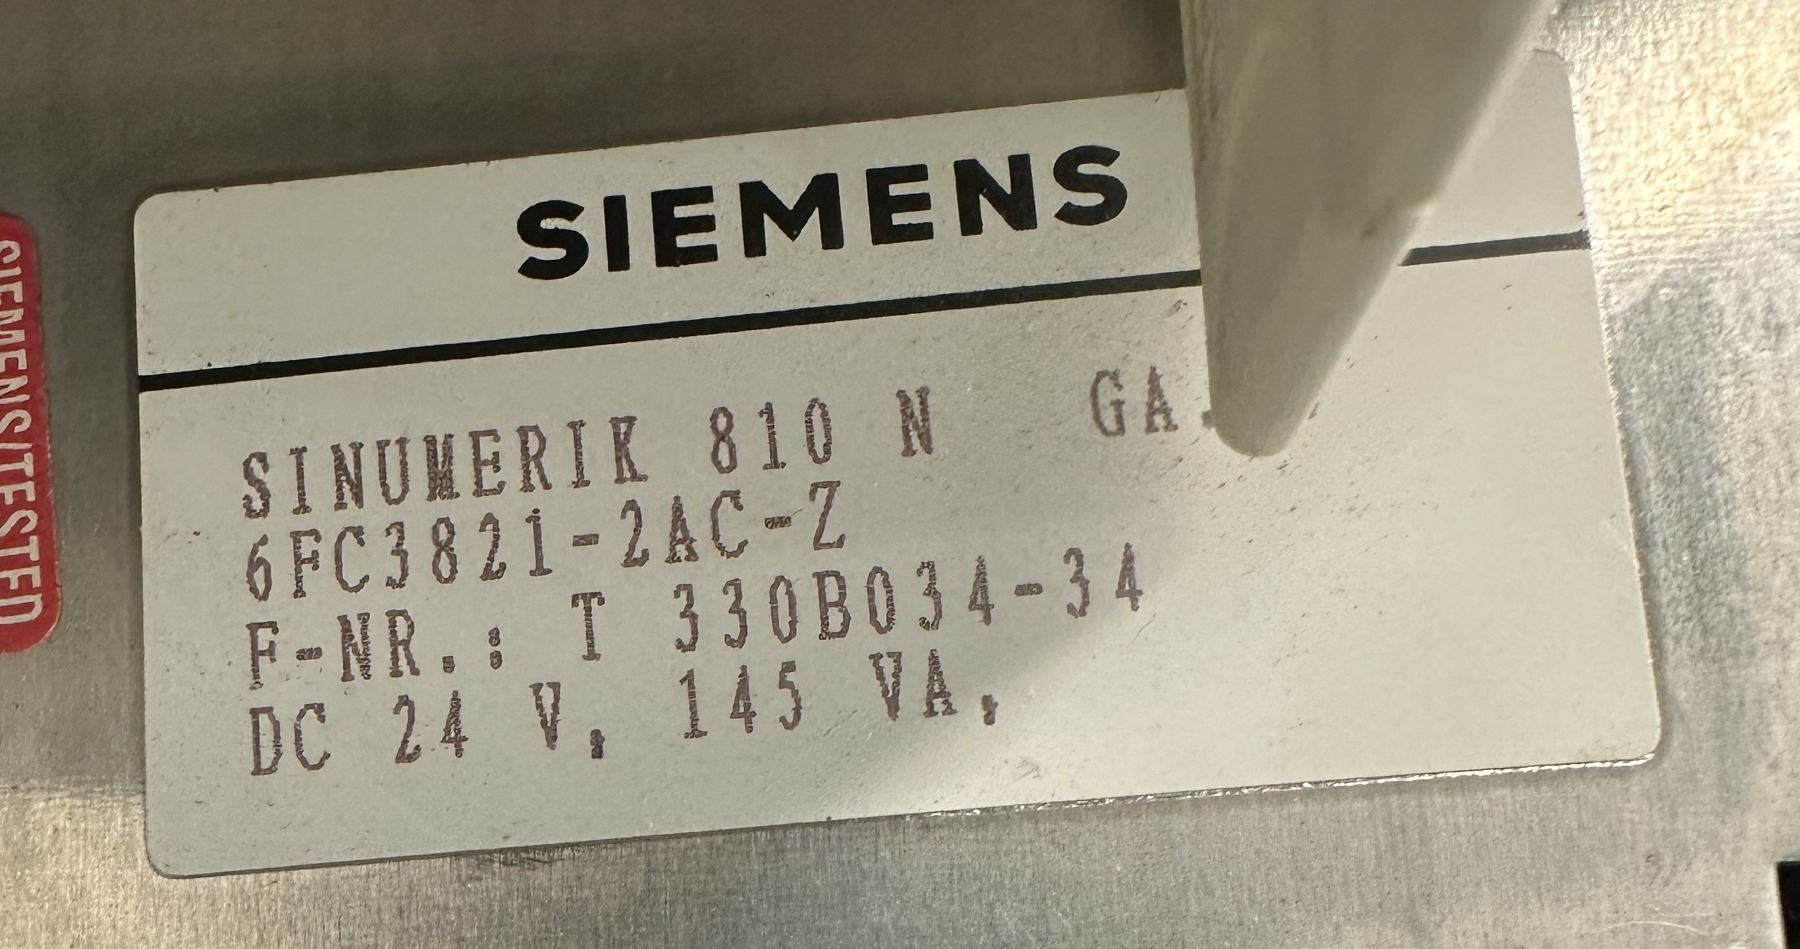 SIEMENS
SINUMERIK 810 N GA.
6FC3821-2AC-Z
F-NR.: T 330B034-34
DC 24 V, 145 VA,
SIEMENS/TESTED